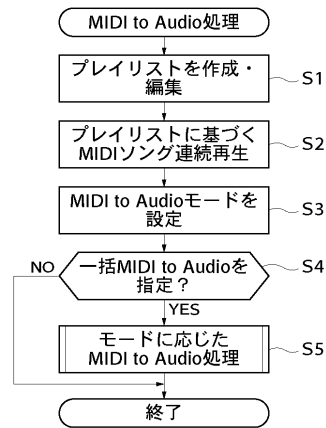 MIDI to Audio処理
プレイリストを作成・
編集
S1
プレイリストに基づく
MIDIソング連続再生
S2
MIDI to Audioモードを
設定
S3
一括MIDI to Audioを
指定？
S4
NO
YES
モードに応じた
MIDI to Audio処理
S5
終了